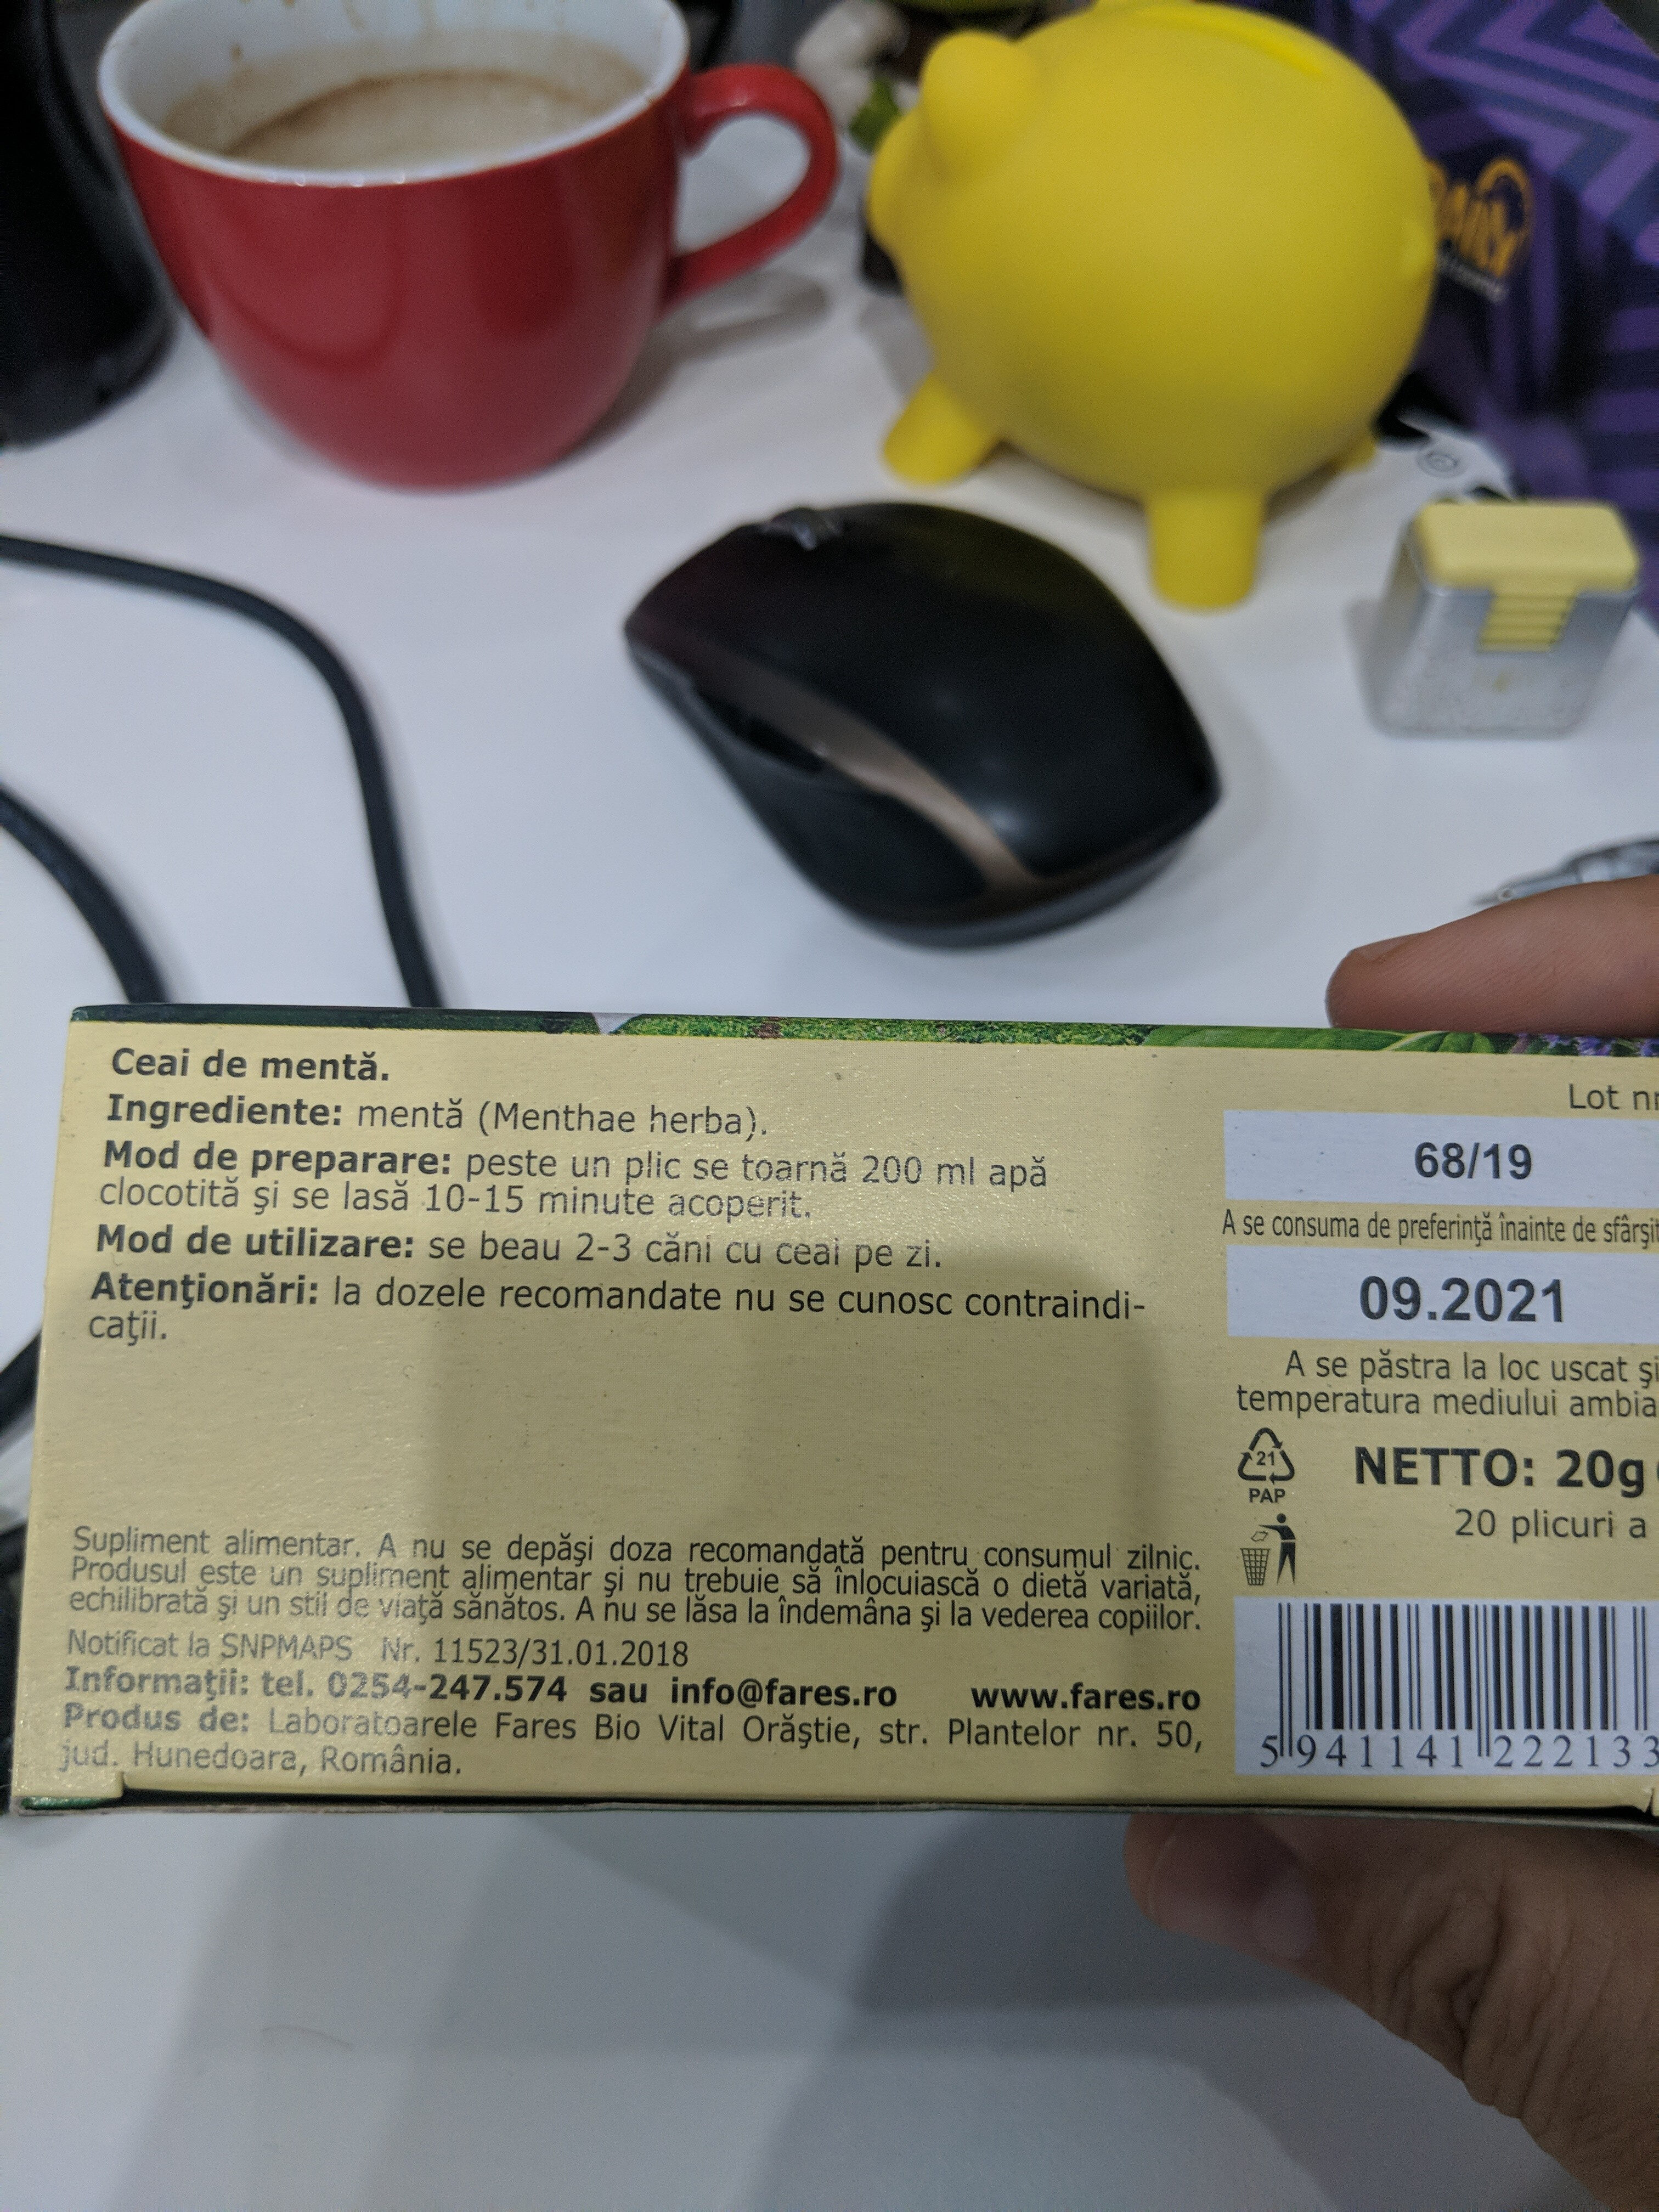 Ceai de mentă.
Ingrediente: mentă (Menthae herba).
Mod de preparare: peste un plic se toarnă 200 ml apă
clocotită şi se lasă 10-15 minute acoperit.
Mod de utilizare: se beau 2-3 căni cu ceai pe zi.
Atenţionări: la dozele recomandate nu se cunosc contraindi-
caţii.
Supliment alimentar. A nu se depăşi doza recomandată pentru consumul zilnic.
Produsul este un supliment alimentar şi nu trebuie să înlocuiască o dietă variată,
echilibrată şi un stil de viaţă sănătos. A nu se lăsa la îndemâna şi la vederea copiilor.
Notificat la SNPMAPS Nr. 11523/31.01.2018
Informaţii: tel. 0254-247.574 sau info@fares.ro www.fares.ro
Produs de: Laboratoarele Fares Bio Vital Orăştie, str. Plantelor nr. 50,
jud. Hunedoara, România.
Lot nr
68/19
A se consuma de preferinţă înainte de sfârşit
09.2021
A se păstra la loc uscat şi
temperatura mediului ambia
21
PAP
NETTO: 20g
20 plicuri a
5 941141 222133